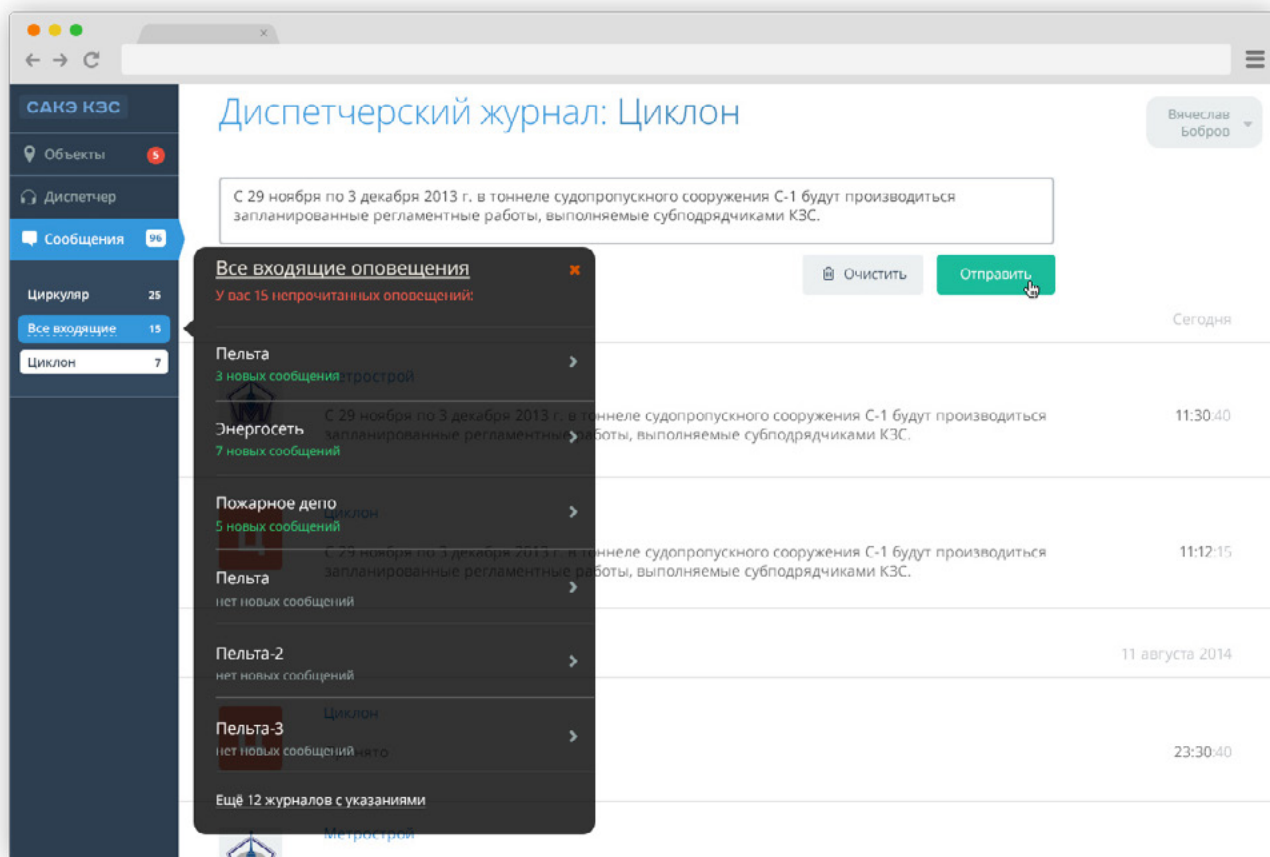 САКЭ КЗС
Диспетчерский журнал: Циклон
Вячеслав
Бобров
Объекты 5
Диспетчер
Сообщения 96
Циркуляр 25
Все входящие 15
Циклон 7
С 29 ноября по 3 декабря 2013 г. в тоннеле судопропускного сооружения С-1 будут производиться
запланированные регламентные работы, выполняемые субподрядчиками КЗС.
Очистить
Отправить
Все входящие оповещения
У вас 15 непрочитанных оповещений:
Пельта
3 новых сообщения
Энергосеть
7 новых сообщений
Пожарное депо
5 новых сообщений
Пельта
нет новых сообщений
Пельта-2
нет новых сообщений
Пельта-3
нет новых сообщений
Ещё 12 журналов с указаниями
Сегодня
Метрострой
С 29 ноября по 3 декабря 2013 г. в тоннеле судопропускного сооружения С-1 будут производиться
запланированные регламентные работы, выполняемые субподрядчиками КЗС.
11:30:40
Ц
Циклон
С 29 ноября по 3 декабря 2013 г. в тоннеле судопропускного сооружения С-1 будут производиться
запланированные регламентные работы, выполняемые субподрядчиками КЗС.
11:12:15
11 августа 2014
Циклон
23:30:40
Метрострой